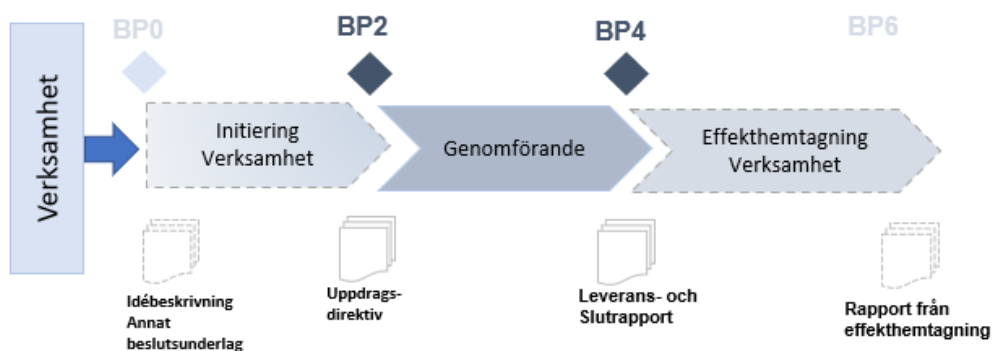 Verksamhet
BP0
BP2
BP4
BP6
Initiering
Verksamhet
Genomförande
Effekthemtagning
Verksamhet
Idébeskrivning
Annat
beslutsunderlag
Uppdrags-
direktiv
Leverans- och
Slutrapport
Rapport från
effekthemtagning